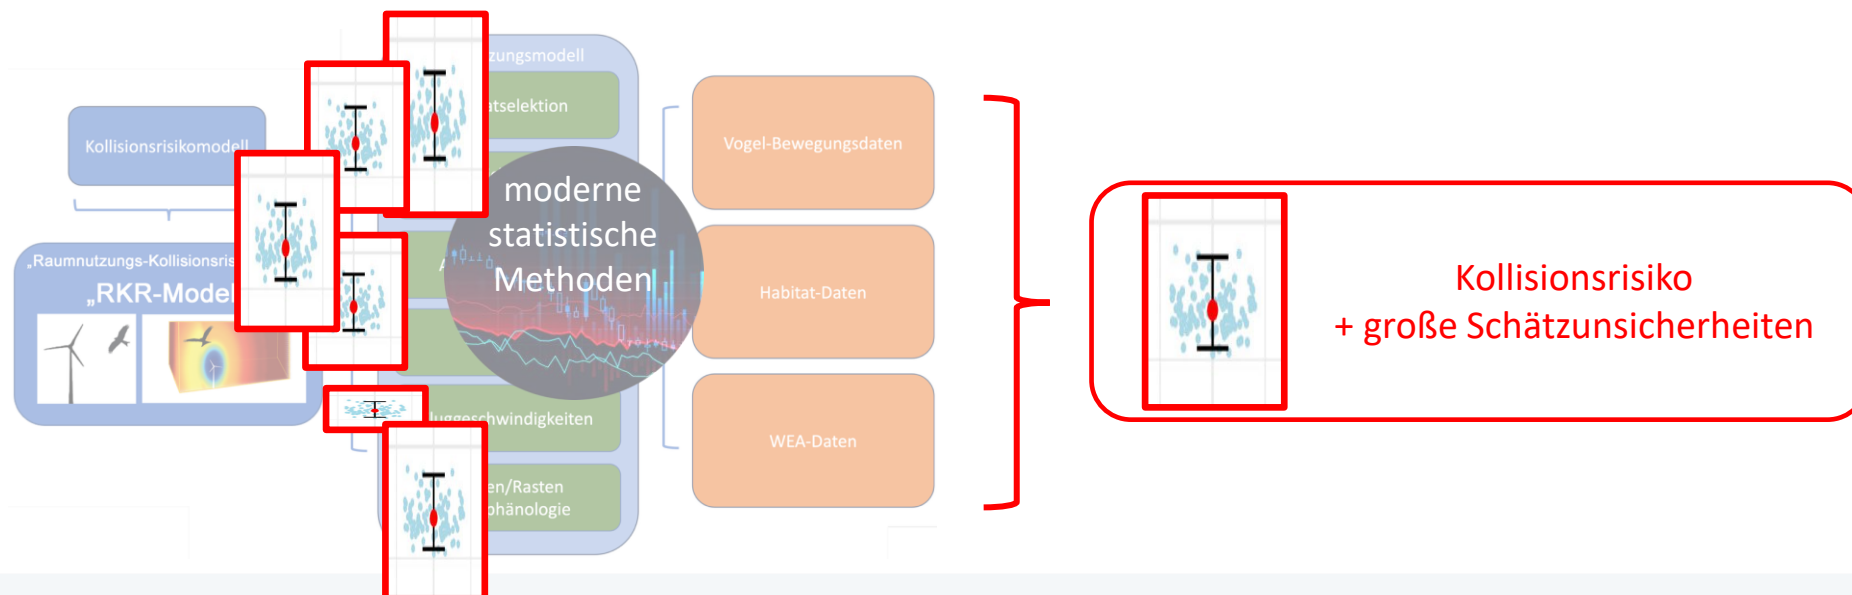 Kollisionsrisikomodell
„Raumnutzungs-Kollisionsris
„RKR-Model
zungsmodell
tselektion
moderne
statistische
Methoden
luggeschwindigkeiten
en/Rasten
phänologie
Vogel-Bewegungsdaten
Habitat-Daten
WEA-Daten
Kollisionsrisiko
+ große Schätzunsicherheiten